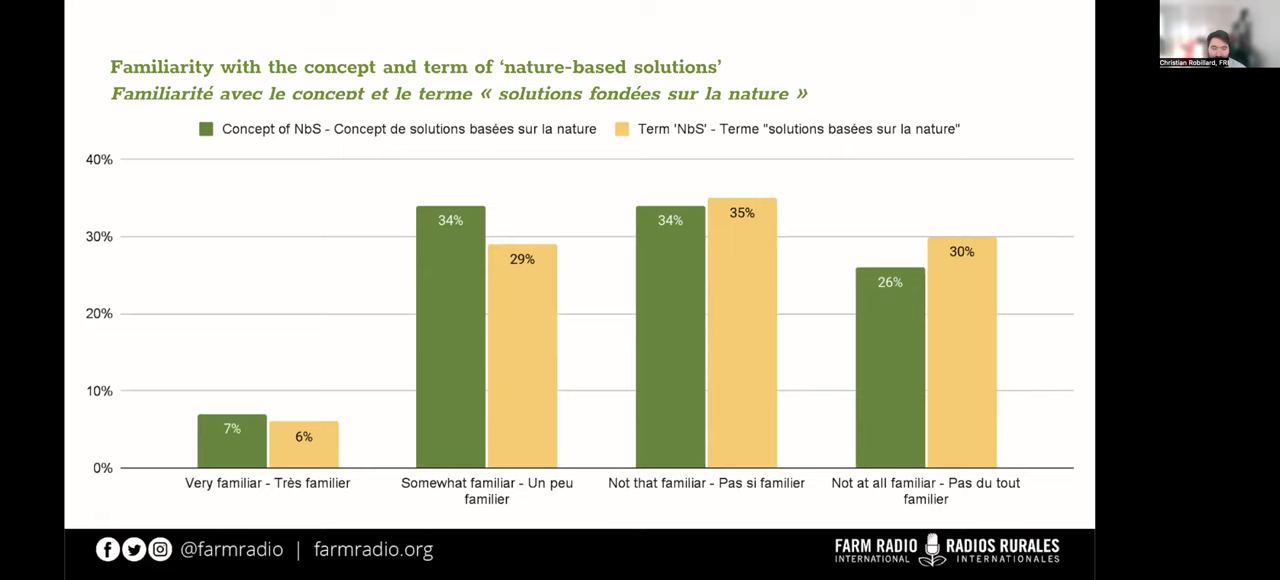 Familiarity with the concept and term of ‘nature-based solutions’
Familiarité avec le concept et le terme « solutions fondées sur la nature »
Concept of NbS - Concept de solutions basées sur la nature
Term 'NbS' - Terme "solutions basées sur la nature"
40%
30%
20%
10%
0%
7%
6%
34%
29%
34%
35%
26%
30%
Very familiar - Très familier
Somewhat familiar - Un peu
familier
Not that familiar - Pas si familier
Not at all familiar - Pas du tout
familier
@farmradio | farmradio.org
FARM RADIO
INTERNATIONAL
RADIOS RURALES
INTERNATIONALES
Christian Robillard, FRI